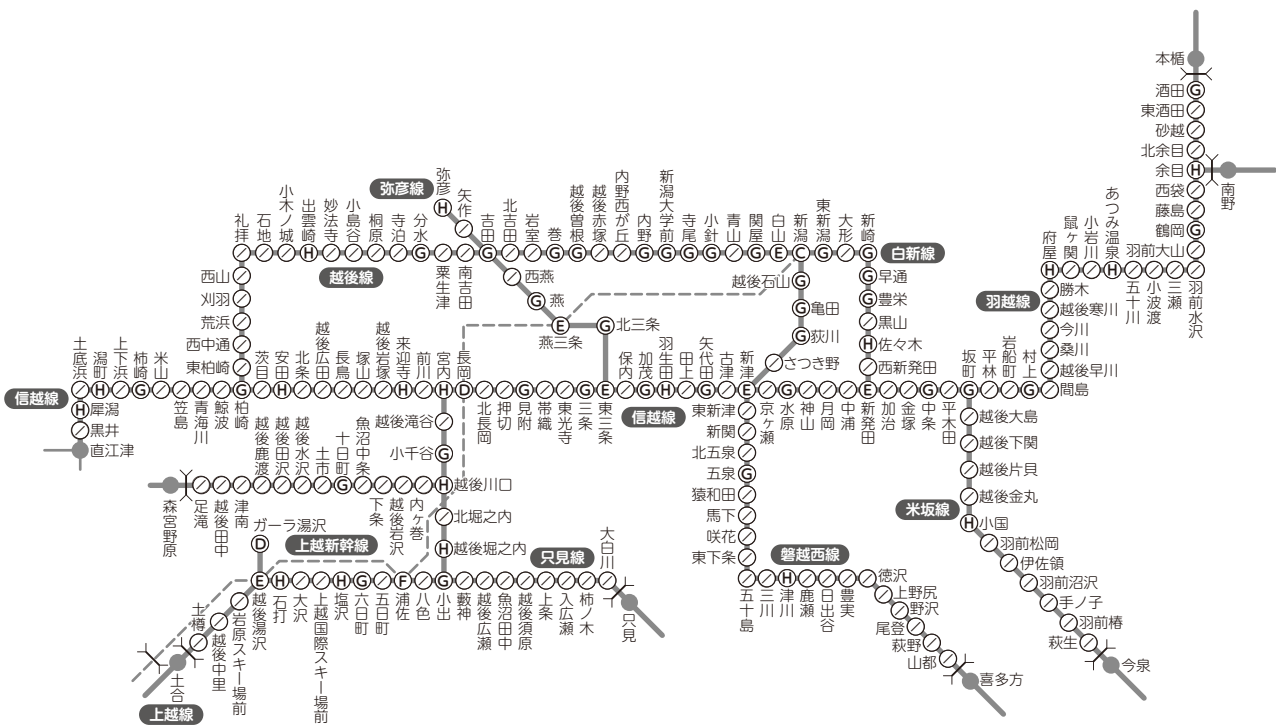 弥彦線
弥彦 H
矢作
吉田 G
西燕
燕 G
燕三条 E
北三条 G
越後線
礼拝
石地
小木ノ城
出雲崎 H
妙法寺
小島谷
桐原
寺泊
分水 G
粟生津
南吉田
北吉田
岩室
巻 G
越後曽根 G
越後赤塚
内野西が丘
内野 G
新潟大学前 G
寺尾 G
小針 G
青山
関屋 G
白山 E
新潟 C
西山
刈羽
荒浜
西中通
東柏崎
白新線
東新潟 G
大形
新崎 G
早通 G
豊栄 G
黒山
佐々木 H
西新発田
越後石山 G
亀田 G
荻川 G
さつき野
信越線
土底浜
潟町 H
上下浜
柿崎 G
米山
笠島
青海川
鯨波
柏崎 G
茨目
安田 H
北条
越後広田
長鳥
塚山
越後岩塚
来迎寺 H
前川
宮内 H
長岡 D
北長岡
押切
見附 G
帯織
東光寺
三条 G
東三条 E
保内
加茂 G
羽生田 H
田上
矢代田 G
古津
新津 E
信越線
犀潟 H
黒井
直江津
京ヶ瀬
水原 G
神山
月岡
中浦
新発田 E
加治
金塚
中条 G
平木田
坂町 G
平林
岩船町
村上 G
間島
越後早川
桑川
今川
越後寒川
勝木
府屋 H
羽越線
鼠ヶ関
小岩川
あつみ温泉 H
五十川
小波渡
三瀬
羽前水沢
羽前大山
鶴岡 G
藤島
西袋
余目 H
南野
北余目
砂越
東酒田
酒田 G
本楯
米坂線
越後大島
越後下関
越後片貝
越後金丸
小国 H
羽前松岡
伊佐領
羽前沼沢
手ノ子
羽前椿
萩生
今泉
磐越西線
東新津
新関
北五泉
五泉 G
猿和田
馬下
咲花
東下条
五十島
三川
津川 H
鹿瀬
日出谷
豊実
徳沢
上野尻
野沢
尾登
荻野
山都
喜多方
越後滝谷
小千谷 G
越後川口 H
北堀之内
越後堀之内 H
森宮野原
足滝
越後田中
津南
越後鹿渡
越後田沢
越後水沢
土市
十日町 G
魚沼中条
下条
越後岩沢
内ヶ巻
上越新幹線
ガーラ湯沢 D
越後湯沢 E
石打 H
大沢
上越国際スキー場前
塩沢 H
六日町 G
五日町
浦佐 F
八色
小出 G
只見線
藪神
越後広瀬
魚沼田中
越後須原
上条
入広瀬
柿ノ木
大白川
只見
岩原スキー場前
越後中里
土樽
土合
上越線